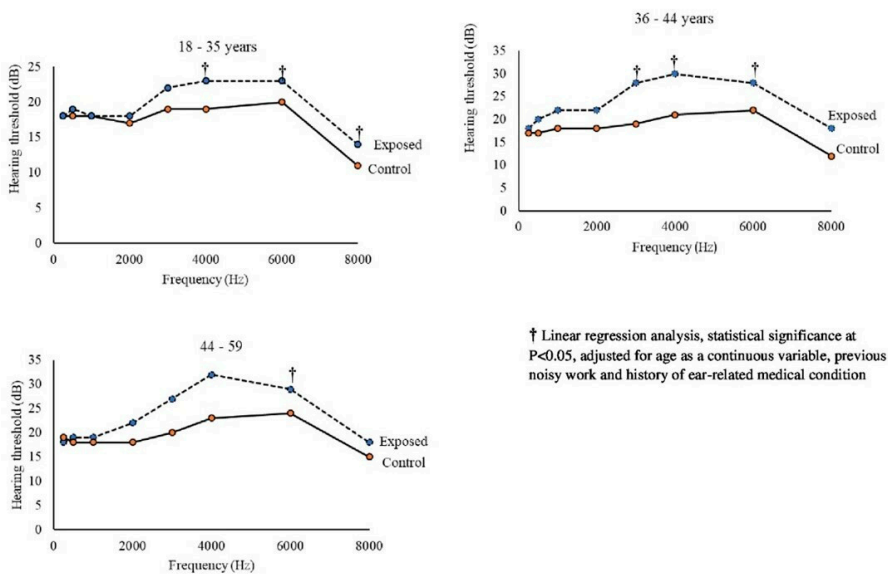 18 - 35 years
Hearing threshold (dB)
25
20
15
10
5
0
†
†
†
Exposed
Control
0
2000
4000
6000
8000
Frequency (Hz)
36 - 44 years
Hearing threshold (dB)
35
30
25
20
15
10
5
0
†
†
†
Exposed
Control
0
2000
4000
6000
8000
Frequency (Hz)
44 - 59
Hearing threshold (dB)
35
30
25
20
15
10
5
0
†
Exposed
Control
0
2000
4000
6000
8000
Frequency (Hz)
† Linear regression analysis, statistical significance at
P<0.05, adjusted for age as a continuous variable, previous
noisy work and history of ear-related medical condition